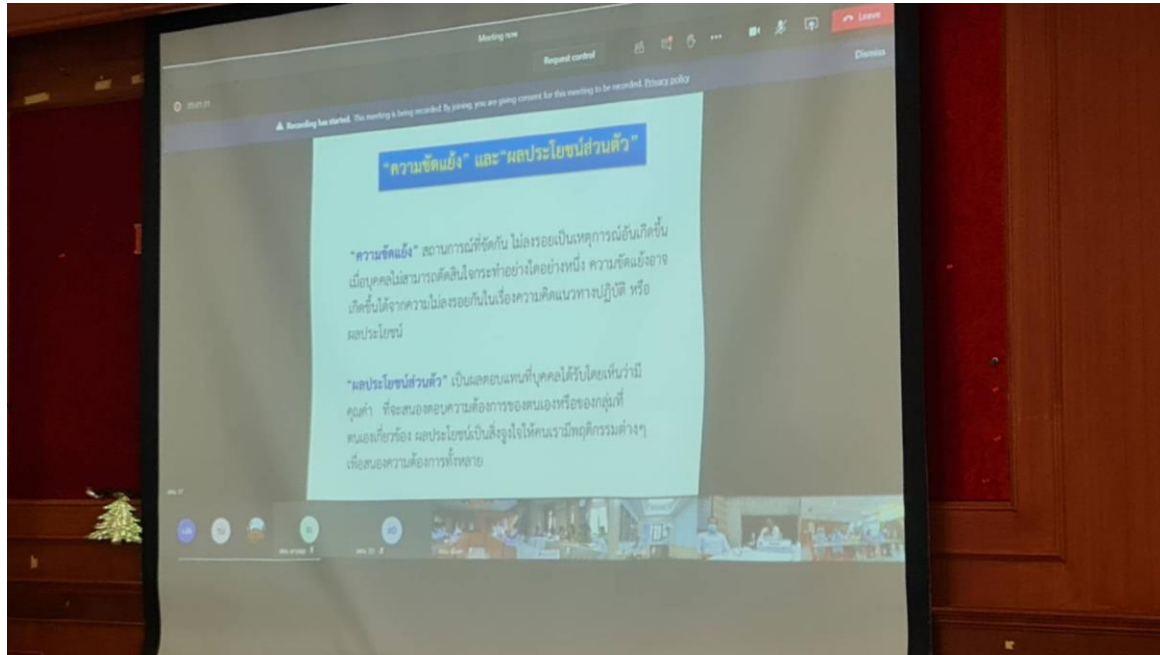 Meeting now
Request control
Leave
Recording has started. This meeting is being recorded. By joining, you are giving consent for this meeting to be recorded. Privacy policy
Dismiss
“ความขัดแย้ง” และ“ผลประโยชน์ส่วนตัว”
“ความขัดแย้ง” สถานการณ์ที่ขัดกัน ไม่ลงรอยเป็นเหตุการณ์อันเกิดขึ้น
เมื่อบุคคลไม่สามารถตัดสินใจกระทำอย่างใดอย่างหนึ่ง ความขัดแย้งอาจ
เกิดขึ้นได้จากความไม่ลงรอยกันในเรื่องความคิดแนวทางปฏิบัติ หรือ
ผลประโยชน์
“ผลประโยชน์ส่วนตัว” เป็นผลตอบแทนที่บุคคลได้รับโดยเห็นว่ามี
คุณค่า ที่จะสนองตอบความต้องการของตนเองหรือของกลุ่มที่
ตนเองเกี่ยวข้อง ผลประโยชน์เป็นสิ่งจูงใจให้คนเรามีพฤติกรรมต่างๆ
เพื่อสนองความต้องการทั้งหลาย